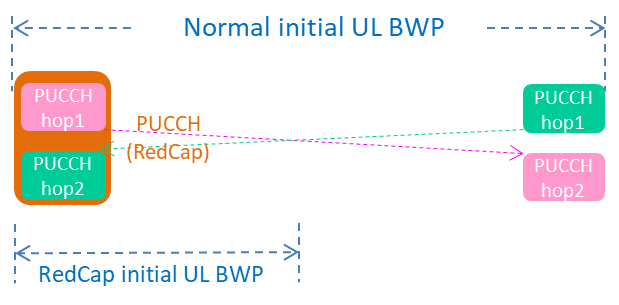 Normal initial UL BWP
PUCCH
hop1
PUCCH
(RedCap)
PUCCH
hop2
PUCCH
hop1
PUCCH
hop2
RedCap initial UL BWP